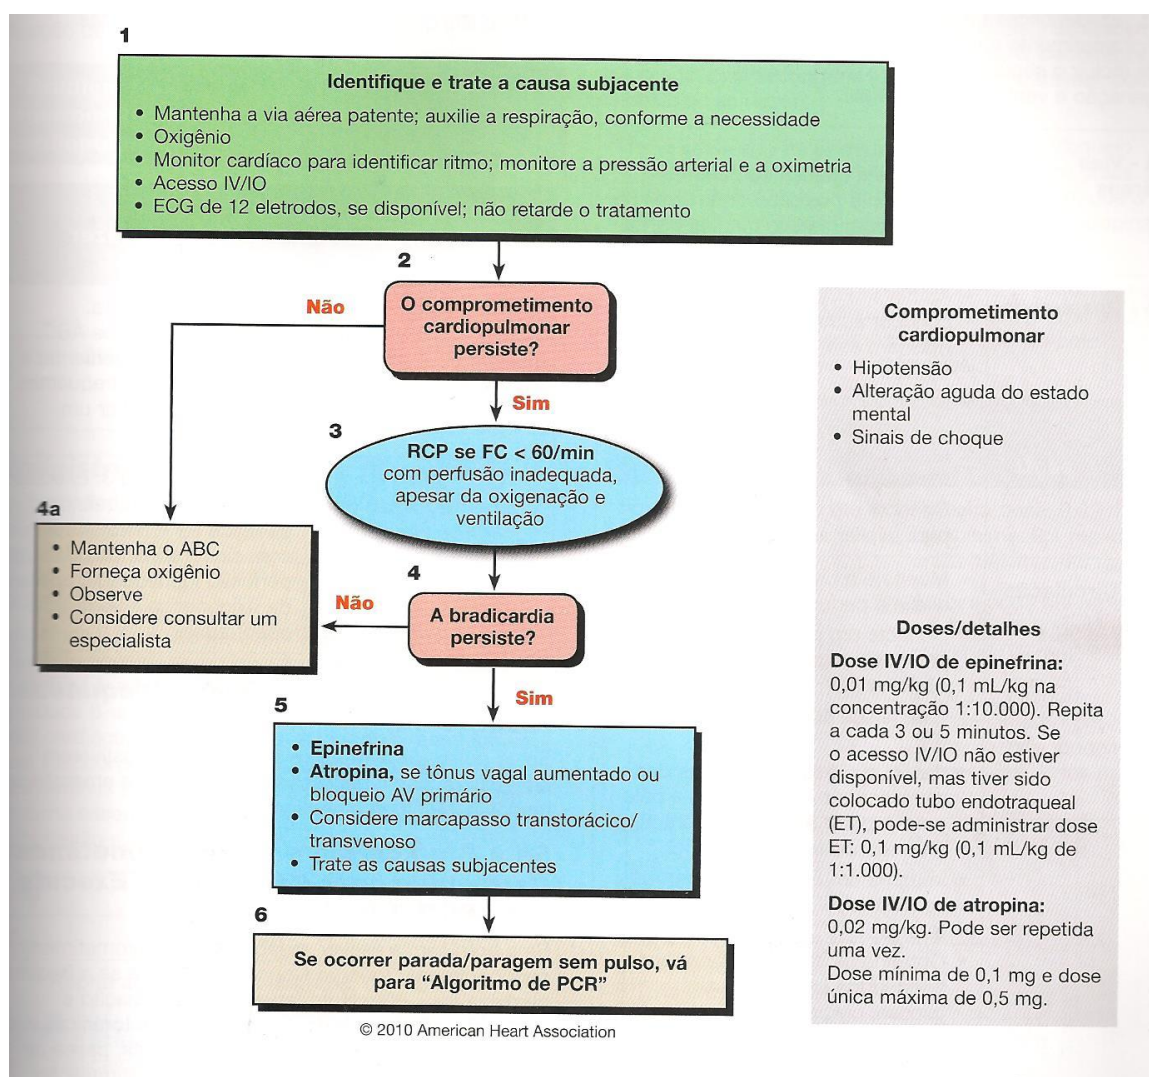 1
Identifique e trate a causa subjacente
• Mantenha a via aérea patente; auxilie a respiração, conforme a necessidade
• Oxigênio
• Monitor cardíaco para identificar ritmo; monitore a pressão arterial e a oximetria
• Acesso IV/IO
• ECG de 12 eletrodos, se disponível; não retarde o tratamento
2
O comprometimento
cardiopulmonar
persiste?
Não
Sim
3
RCP se FC < 60/min
com perfusão inadequada,
apesar da oxigenação e
ventilação
4a
• Mantenha o ABC
• Forneça oxigênio
• Observe
• Considere consultar um
especialista
4
A bradicardia
persiste?
Não
Sim
5
• Epinefrina
• Atropina, se tônus vagal aumentado ou
bloqueio AV primário
• Considere marcapasso transtorácico/
transvenoso
• Trate as causas subjacentes
6
Se ocorrer parada/paragem sem pulso, vá
para “Algoritmo de PCR”
© 2010 American Heart Association
Comprometimento
cardiopulmonar
• Hipotensão
• Alteração aguda do estado
mental
• Sinais de choque
Doses/detalhes
Dose IV/IO de epinefrina:
0,01 mg/kg (0,1 mL/kg na
concentração 1:10.000). Repita
a cada 3 ou 5 minutos. Se
o acesso IV/IO não estiver
disponível, mas tiver sido
colocado tubo endotraqueal
(ET), pode-se administrar dose
ET: 0,1 mg/kg (0,1 mL/kg de
1:1.000).
Dose IV/IO de atropina:
0,02 mg/kg. Pode ser repetida
uma vez.
Dose mínima de 0,1 mg e dose
única máxima de 0,5 mg.